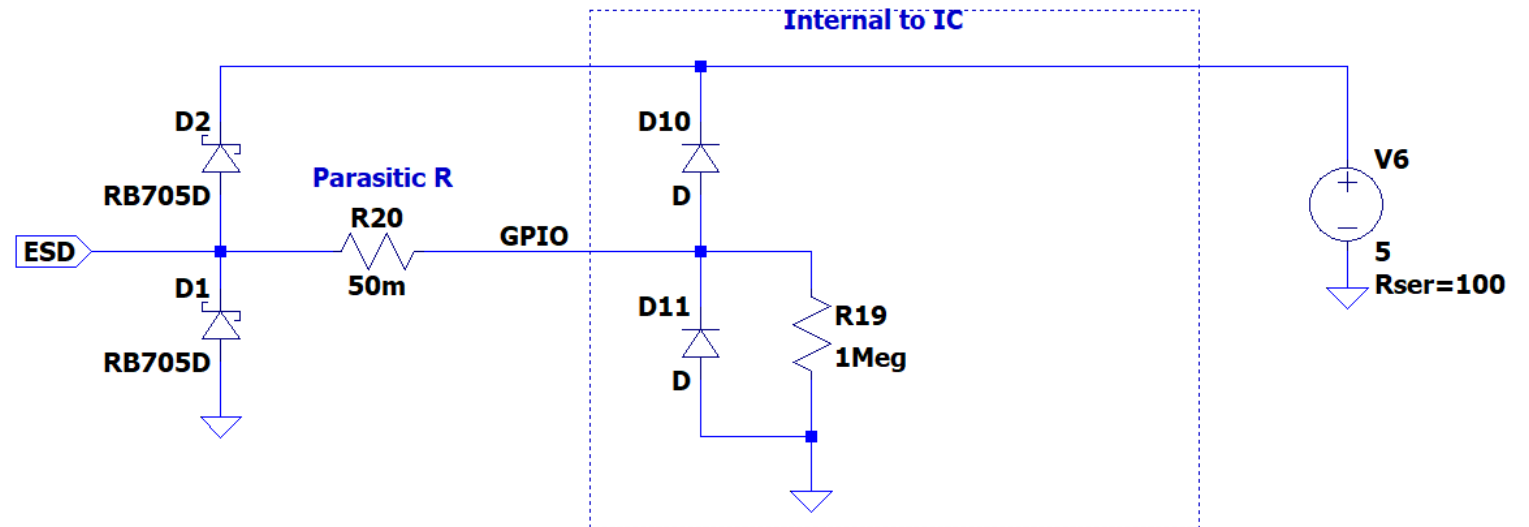 Internal to IC
D2
RB705D
Parasitic R
R20
50m
ESD
GPIO
D1
RB705D
D10
D
D11
D
R19
1Meg
V6
5
Rser=100